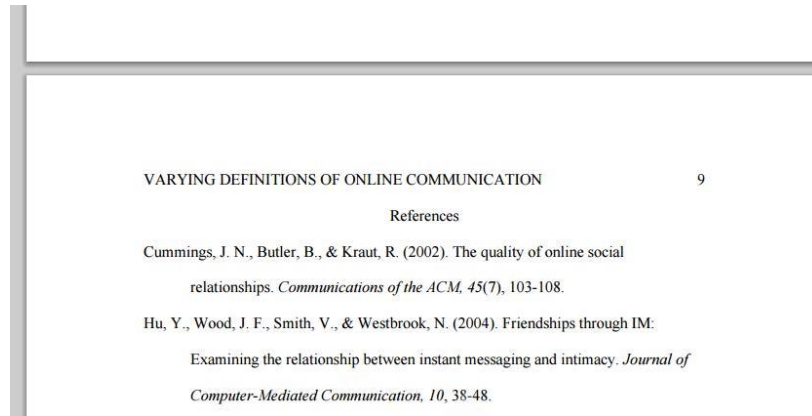 VARYING DEFINITIONS OF ONLINE COMMUNICATION 9
References
Cummings, J. N., Butler, B., & Kraut, R. (2002). The quality of online social
relationships. Communications of the ACM, 45(7), 103-108.
Hu, Y., Wood, J. F., Smith, V., & Westbrook, N. (2004). Friendships through IM:
Examining the relationship between instant messaging and intimacy. Journal of
Computer-Mediated Communication, 10, 38-48.